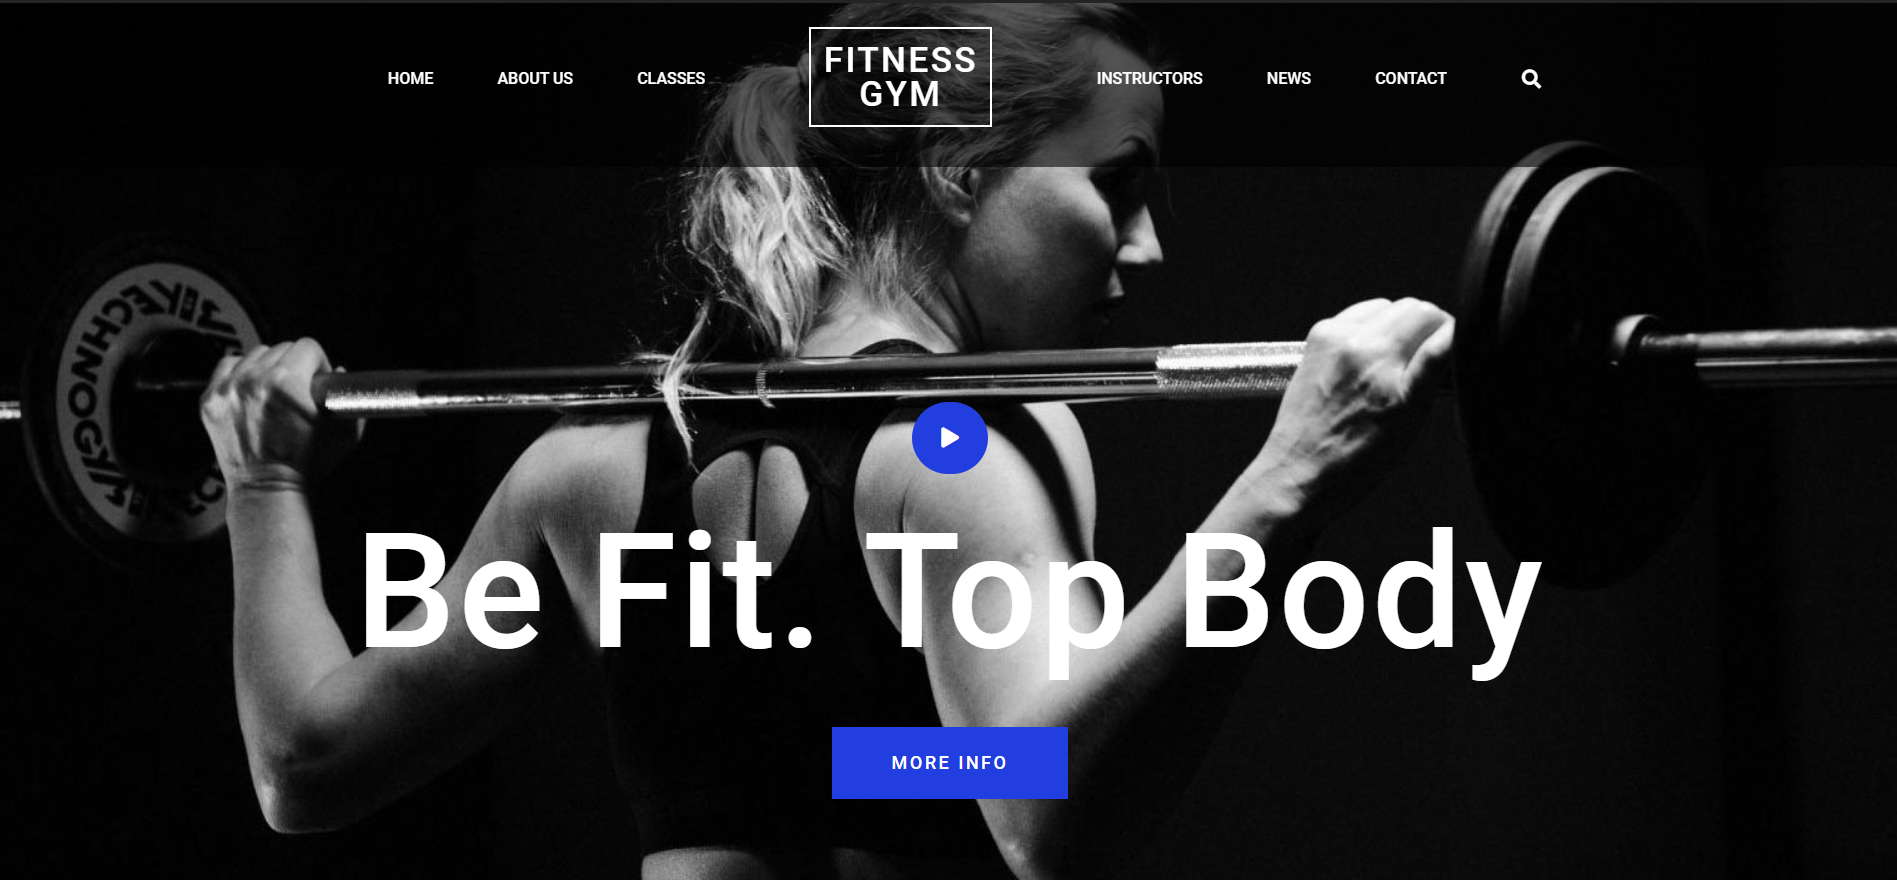 HOME
ABOUT US
CLASSES
FITNESS
GYM
INSTRUCTORS
NEWS
CONTACT
Be Fit. Top Body
MORE INFO